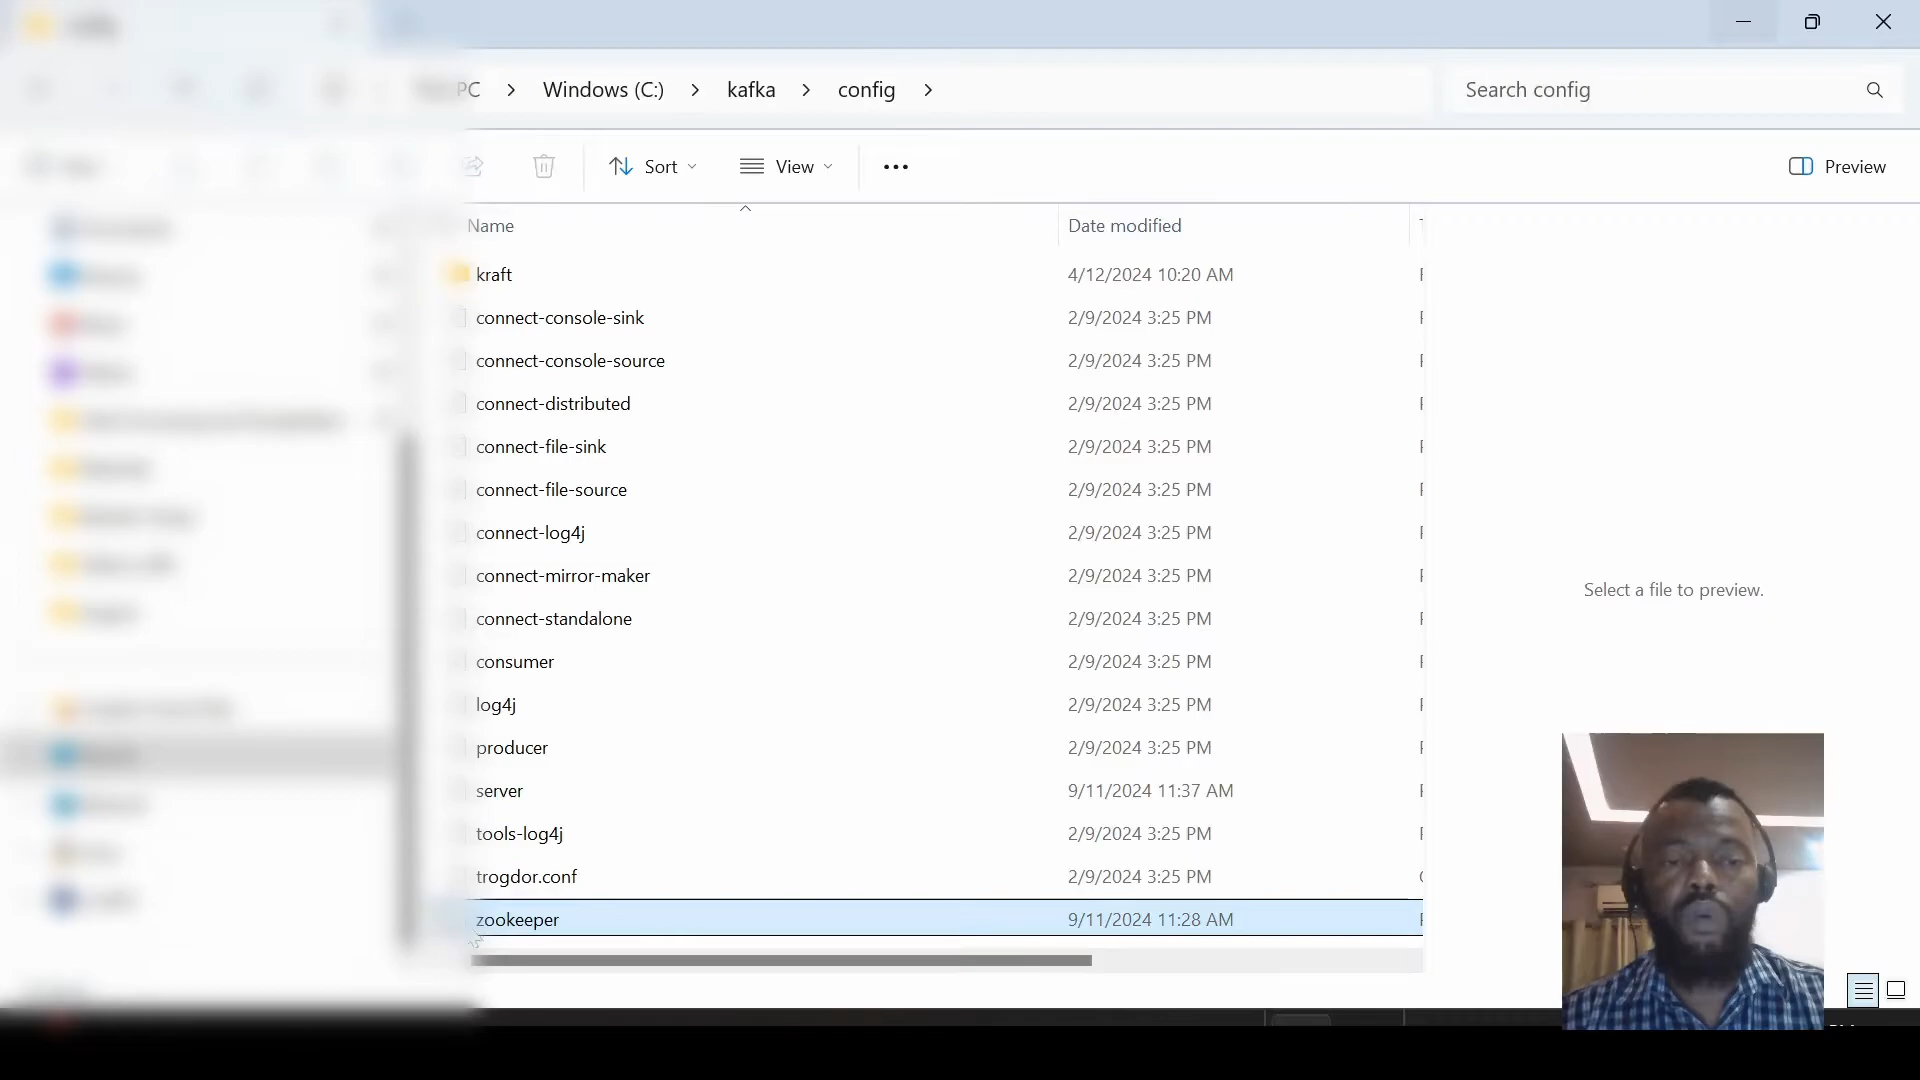 PC > Windows (C:) > kafka > config >
Search config
Sort
View
Preview
Name
Date modified
kraft 4/12/2024 10:20 AM
connect-console-sink 2/9/2024 3:25 PM
connect-console-source 2/9/2024 3:25 PM
connect-distributed 2/9/2024 3:25 PM
connect-file-sink 2/9/2024 3:25 PM
connect-file-source 2/9/2024 3:25 PM
connect-log4j 2/9/2024 3:25 PM
connect-mirror-maker 2/9/2024 3:25 PM
connect-standalone 2/9/2024 3:25 PM
consumer 2/9/2024 3:25 PM
log4j 2/9/2024 3:25 PM
producer 2/9/2024 3:25 PM
server 9/11/2024 11:37 AM
tools-log4j 2/9/2024 3:25 PM
trogdor.conf 2/9/2024 3:25 PM
zookeeper 9/11/2024 11:28 AM
Select a file to preview.